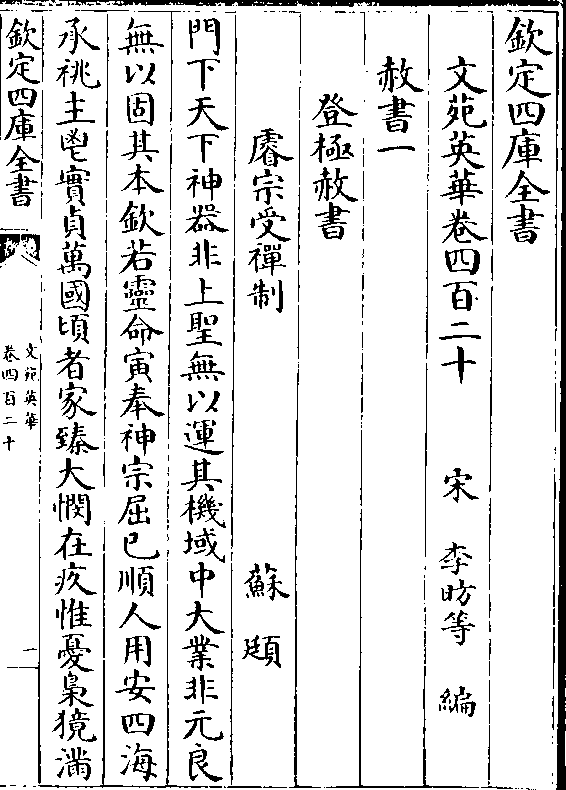 欽定四庫全書
文苑英華卷四百二十　宋　李昉等　編
赦書一
登極赦書
睿宗受禪制　蘇頲
門下天下神器非上聖無以運其機域中大業非元良
無以固其本欽若靈命寅奉神宗屈已順人用安四海
承祧主鬯實貞萬國頃者家臻大憫在疚惟憂梟獍滿
欽定四庫全書
文苑英華
卷四百二十
一